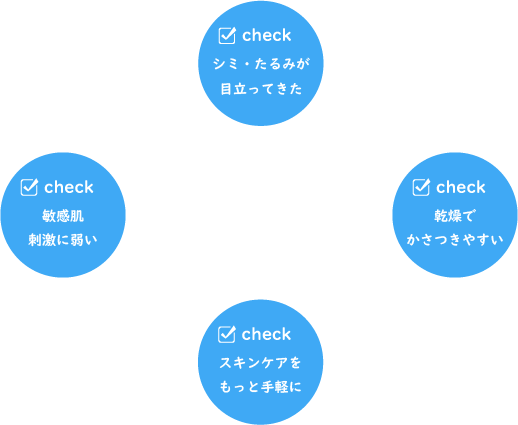 check
シミ・たるみが
目立ってきた
check
敏感肌
刺激に弱い
check
乾燥で
かさつきやすい
check
スキンケアを
もっと手軽に